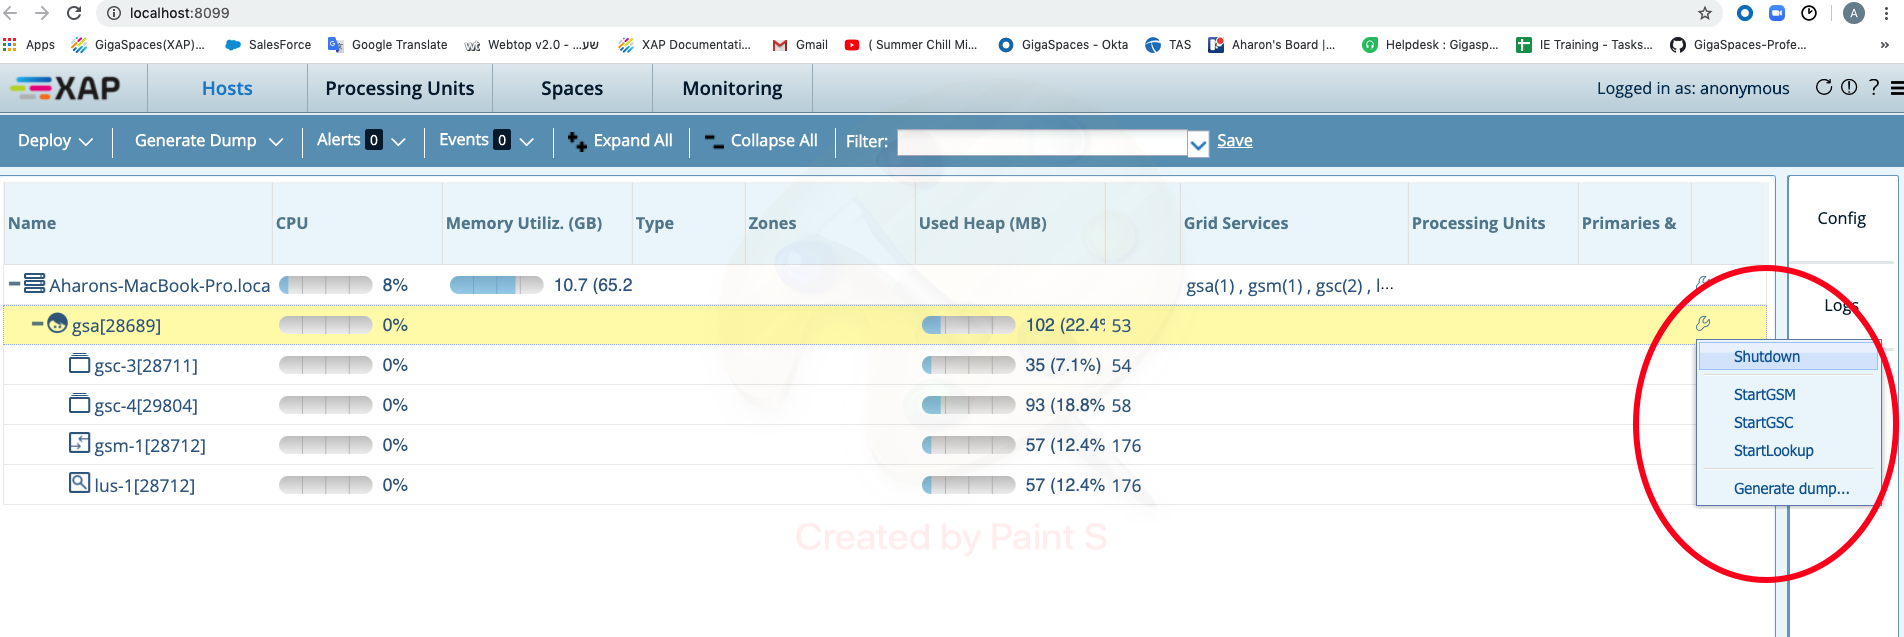 localhost:8099
A
Apps GigaSpaces(XAP)... SalesForce Google Translate Webtop v2.0 - ...שע XAP Documentati... Gmail ( Summer Chill Mi... GigaSpaces - Okta TAS Aharon's Board |... Helpdesk : Gigasp... IE Training - Tasks... GigaSpaces-Profe... »
XAP Hosts Processing Units Spaces Monitoring Logged in as: anonymous ?
Deploy Generate Dump Alerts 0 Events 0 Expand All Collapse All Filter: Save
Name CPU Memory Utiliz. (GB) Type Zones Used Heap (MB) Grid Services Processing Units Primaries & Config
Aharons-MacBook-Pro.loca 8% 10.7 (65.2 gsa(1) , gsm(1) , gsc(2) , l...
Logs
gsa[28689] 0% 102 (22.4% 53
Shutdown
gsc-3[28711] 0% 35 (7.1%) 54
StartGSM
gsc-4[29804] 0% 93 (18.8% 58
StartGSC
gsm-1[28712] 0% 57 (12.4% 176
StartLookup
lus-1[28712] 0% 57 (12.4% 176
Generate dump...
Created by Paint S